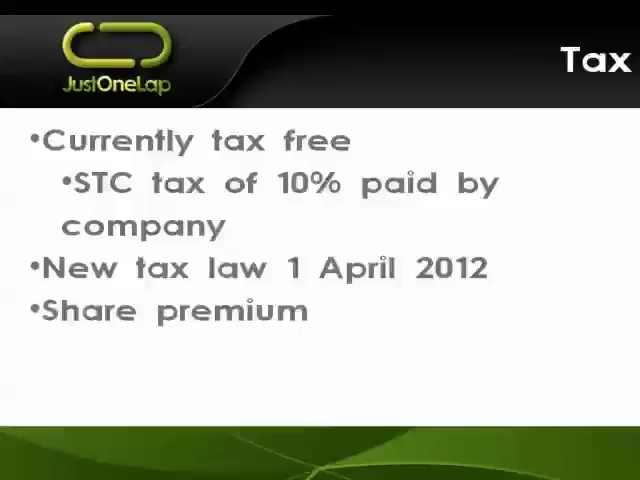 JustOneLap
Tax
•Currently tax free
•STC tax of 10% paid by
company
•New tax law 1 April 2012
•Share premium